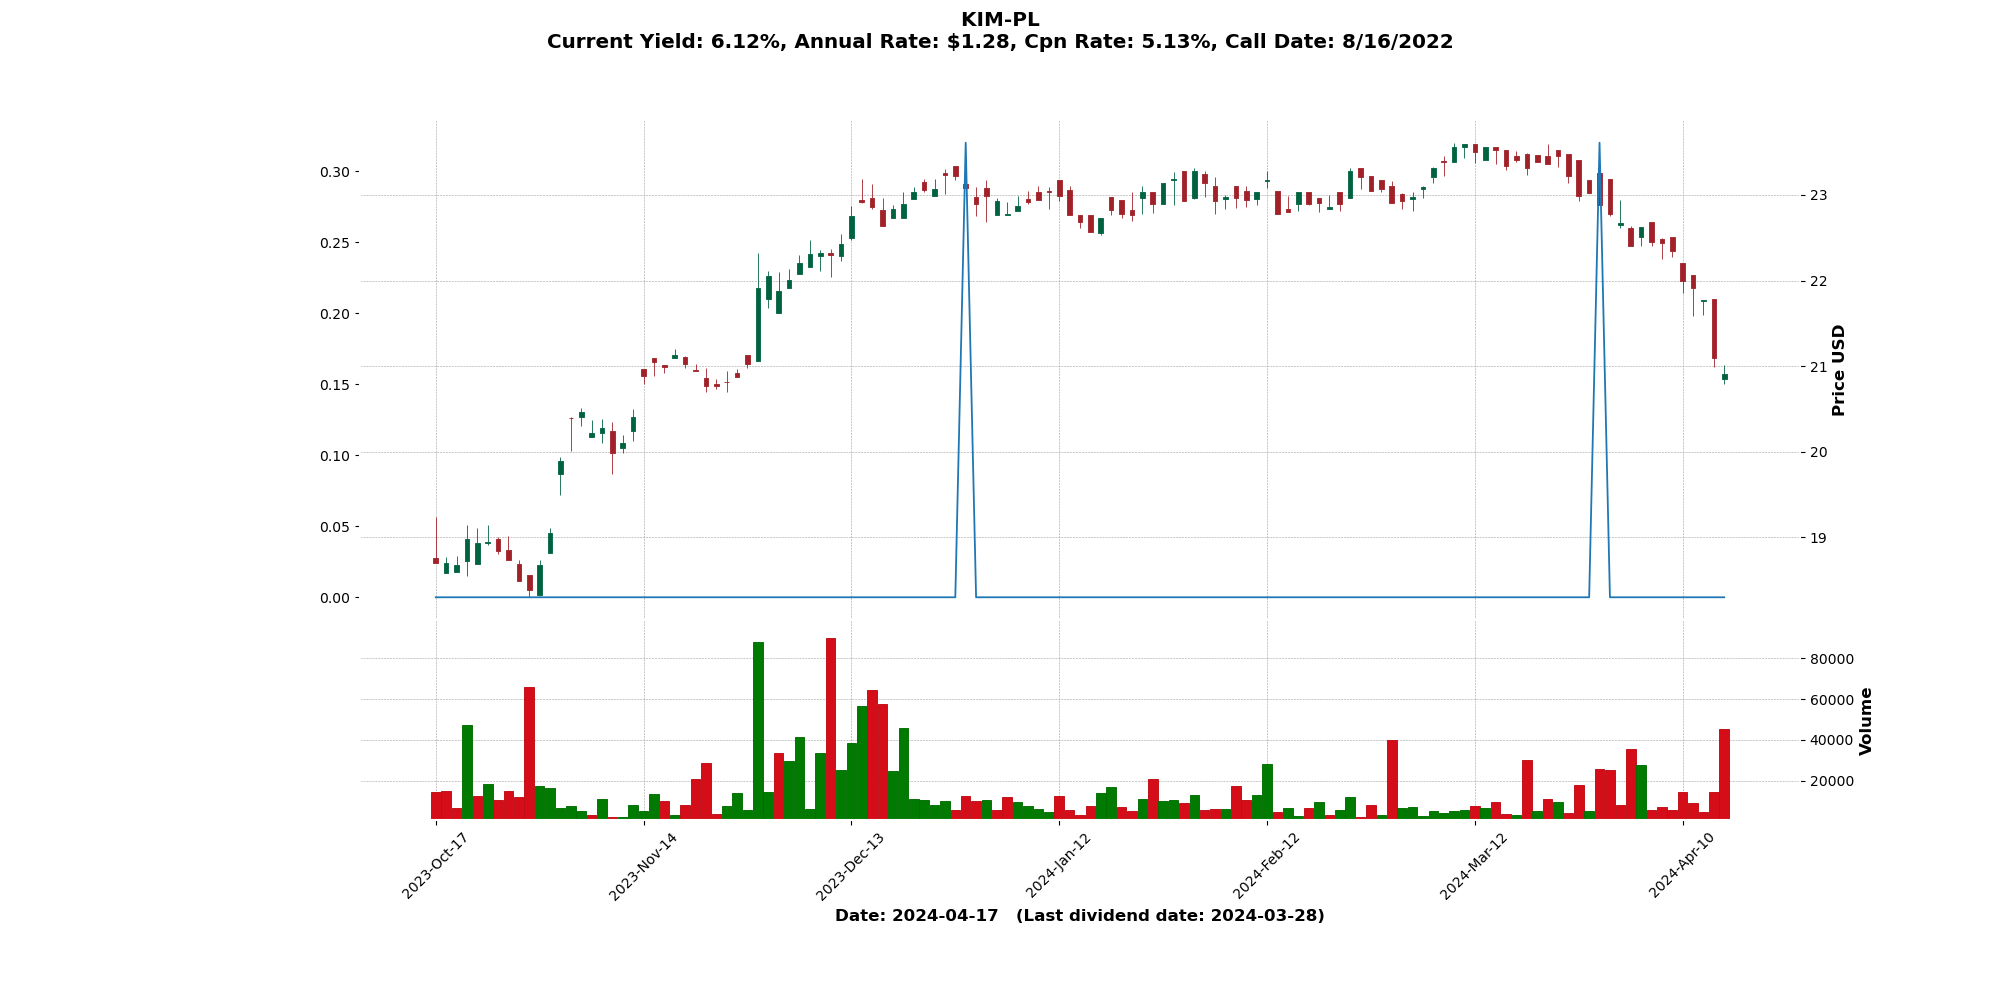 KIM-PL
Current Yield: 6.12%, Annual Rate: $1.28, Cpn Rate: 5.13%, Call Date: 8/16/2022
0.30
0.25
0.20
0.15
0.10
0.05
0.00
23
22
21
20
19
Price USD
80000
60000
40000
20000
Volume
2023-Oct-17
2023-Nov-14
2023-Dec-13
2024-Jan-12
2024-Feb-12
2024-Mar-12
2024-Apr-10
Date: 2024-04-17 (Last dividend date: 2024-03-28)